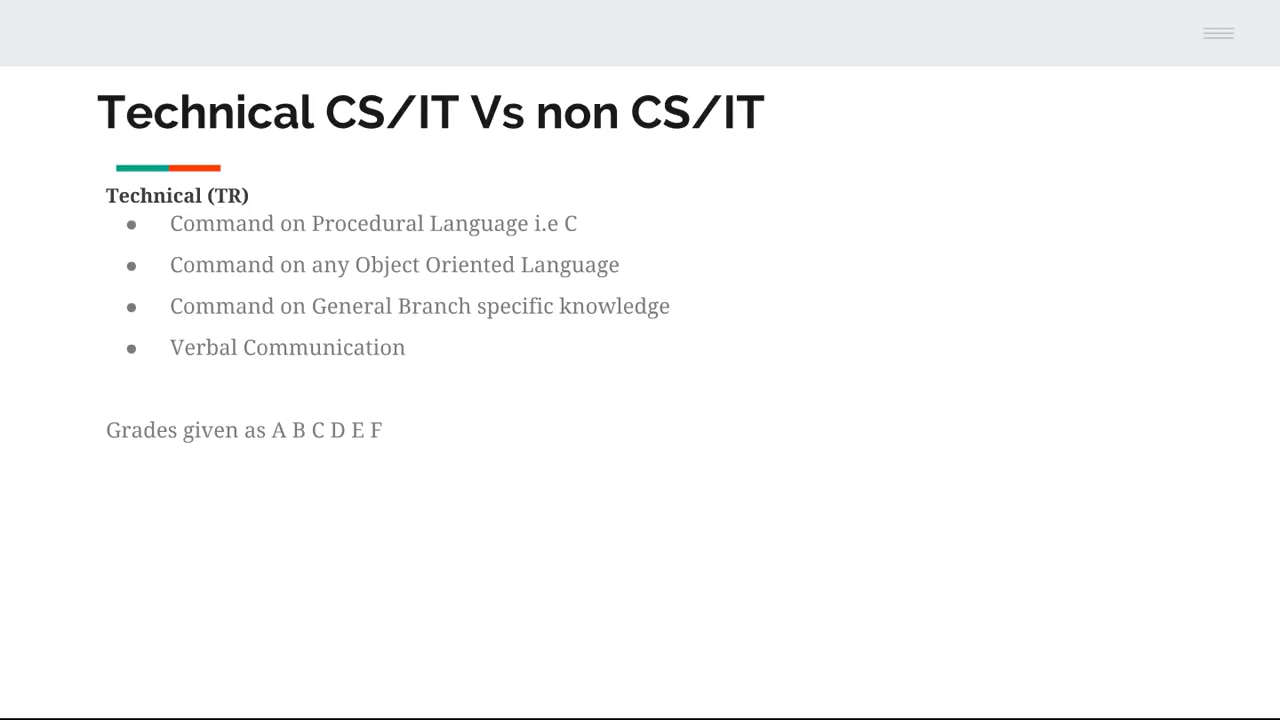 Technical CS/IT Vs non CS/IT
Technical (TR)
● Command on Procedural Language i.e C
● Command on any Object Oriented Language
● Command on General Branch specific knowledge
● Verbal Communication
Grades given as A B C D E F